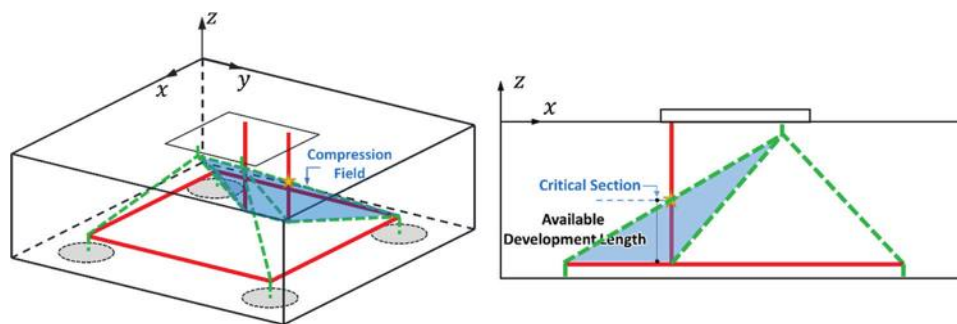 z
x
y
Compression
Field
z
x
Critical Section
Available
Development Length